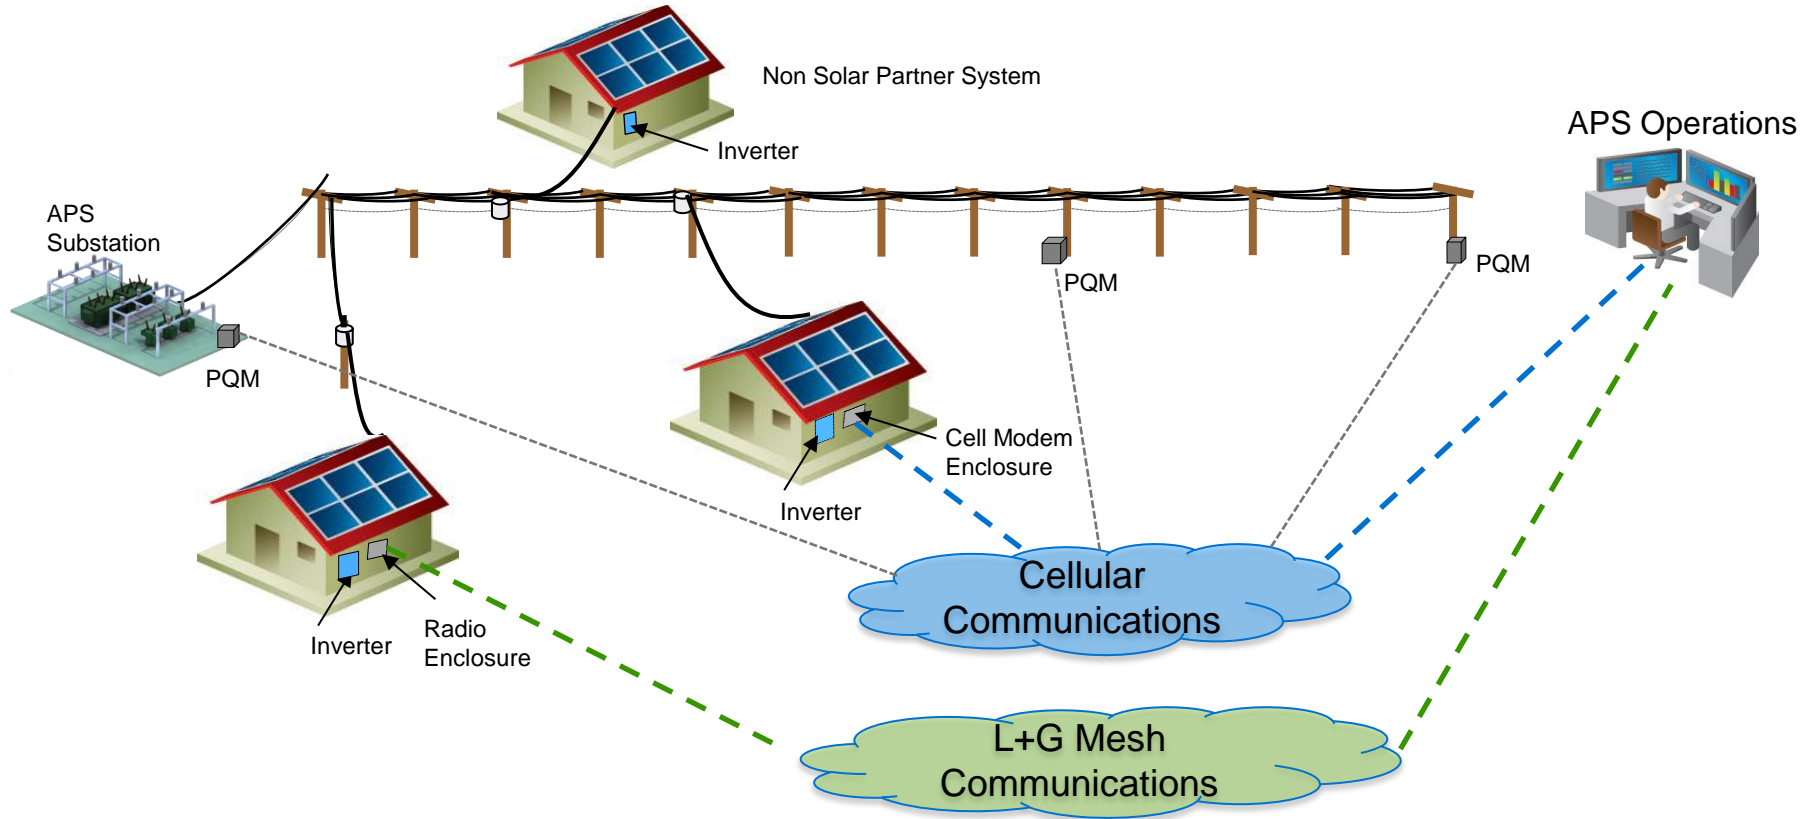 Non Solar Partner System
Inverter
APS Operations
APS
Substation
PQM
PQM
PQM
Cell Modem
Enclosure
Inverter
Inverter
Radio
Enclosure
Cellular
Communications
L+G Mesh
Communications